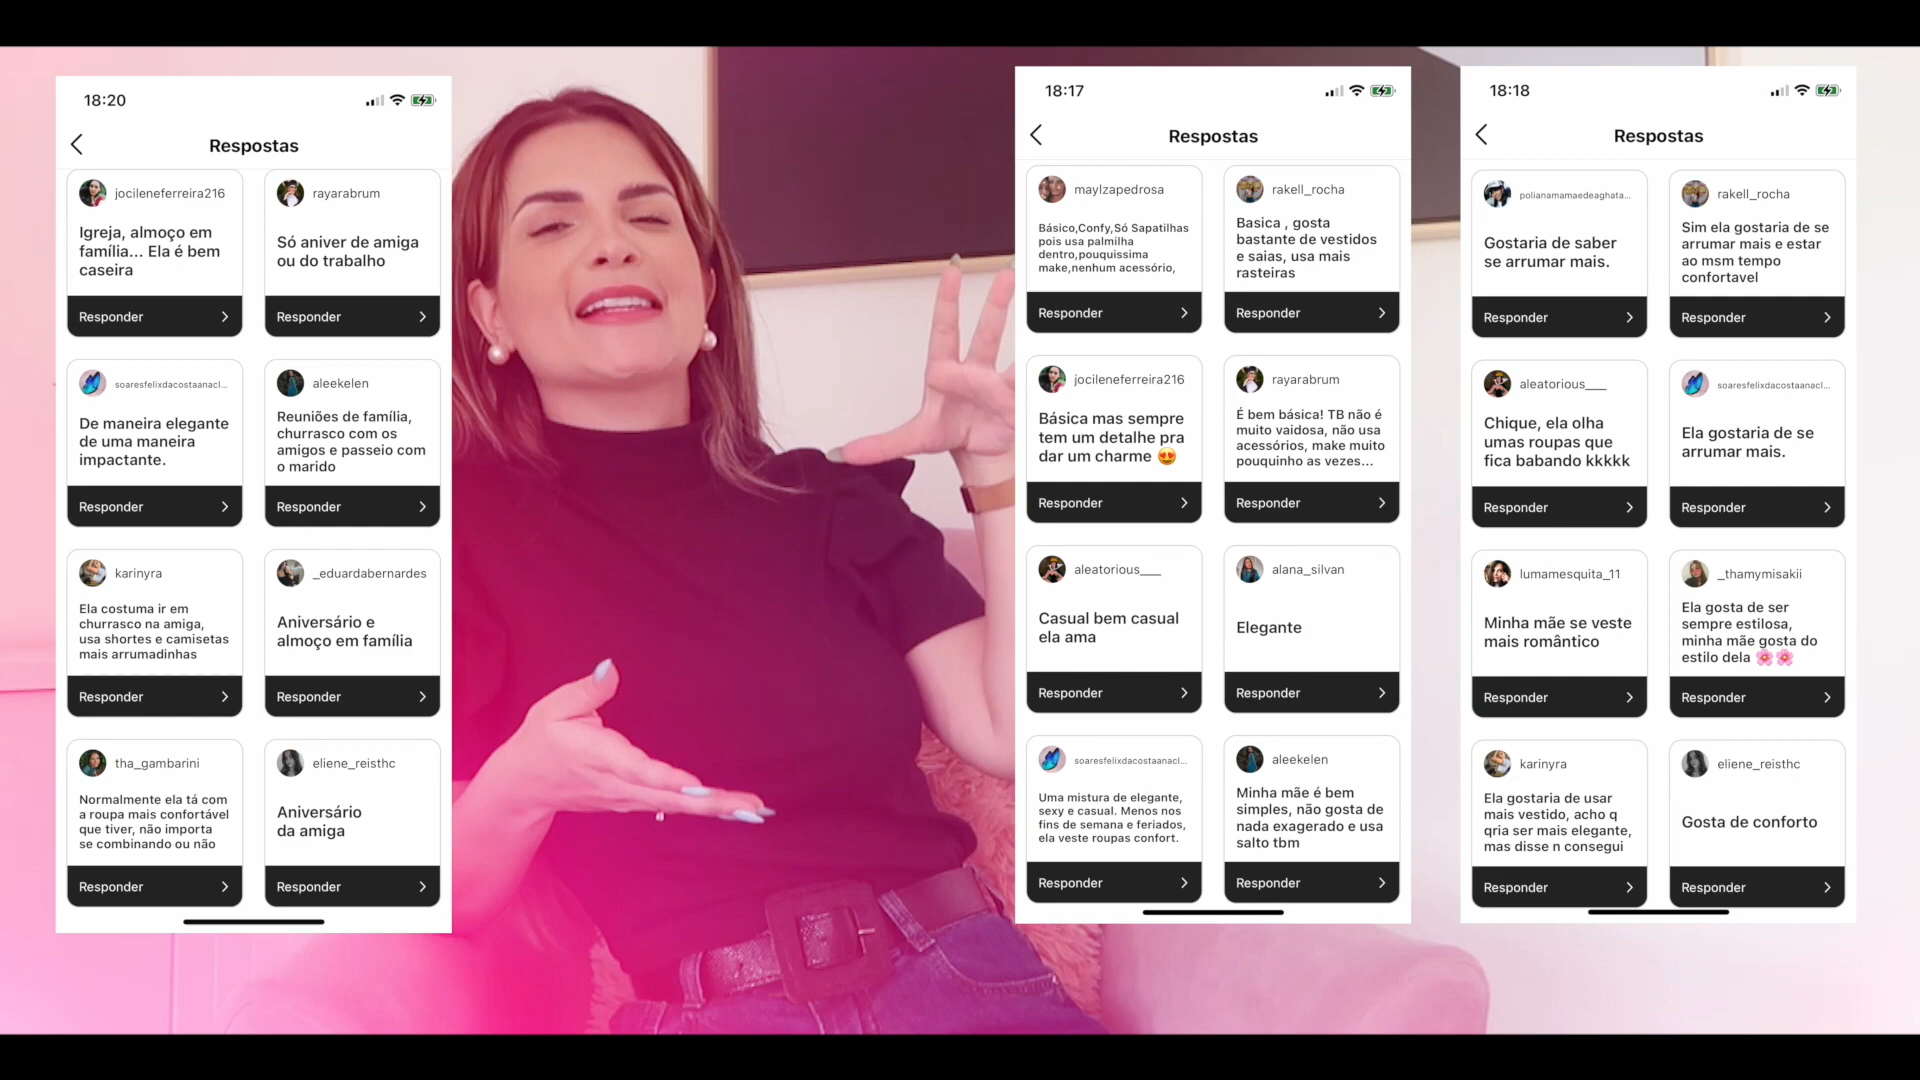 18:20
Respostas
jocileneferreira216
Igreja, almoço em
família... Ela é bem
caseira
Responder
rayarabrum
Só aniver de amiga
ou do trabalho
Responder
soaresfelixdacostaanacl...
De maneira elegante
de uma maneira
impactante.
Responder
aleekelen
Reuniões de família,
churrasco com os
amigos e passeio com
o marido
Responder
karinyra
Ela costuma ir em
churrasco na amiga,
usa shortes e camisetas
mais arrumadinhas
Responder
_eduardabernardes
Aniversário e
almoço em família
Responder
tha_gambarini
Normalmente ela tá com
a roupa mais confortável
que tiver, não importa
se combinando ou não
Responder
eliene_reisthc
Aniversário
da amiga
Responder
18:17
Respostas
maylzapedrosa
Básico,Confy,Só Sapatilhas
pois usa palmilha
dentro,pouquissima
make,nenhum acessório,
Responder
rakell_rocha
Basica , gosta
bastante de vestidos
e saias, usa mais
rasteiras
Responder
jocileneferreira216
Básica mas sempre
tem um detalhe pra
dar um charme 😍
Responder
rayarabrum
É bem básica! TB não é
muito vaidosa, não usa
acessórios, make muito
pouquinho as vezes...
Responder
aleatorious___
Casual bem casual
ela ama
Responder
alana_silvan
Elegante
Responder
soaresfelixdacostaanacl...
Uma mistura de elegante,
sexy e casual. Menos nos
fins de semana e feriados,
ela veste roupas confort.
Responder
aleekelen
Minha mãe é bem
simples, não gosta de
nada exagerado e usa
salto tbm
Responder
18:18
Respostas
polianamamaedeaghata...
Gostaria de saber
se arrumar mais.
Responder
rakell_rocha
Sim ela gostaria de se
arrumar mais e estar
ao msm tempo
confortavel
Responder
aleatorious___
Chique, ela olha
umas roupas que
fica babando kkkkk
Responder
soaresfelixdacostaanacl...
Ela gostaria de se
arrumar mais.
Responder
lumamesquita_11
Minha mãe se veste
mais romântico
Responder
_thamymisakii
Ela gosta de ser
sempre estilosa,
minha mãe gosta do
estilo dela 🌸🌸
Responder
karinyra
Ela gostaria de usar
mais vestido, acho q
qria ser mais elegante,
mas disse n consegui
Responder
eliene_reisthc
Gosta de conforto
Responder